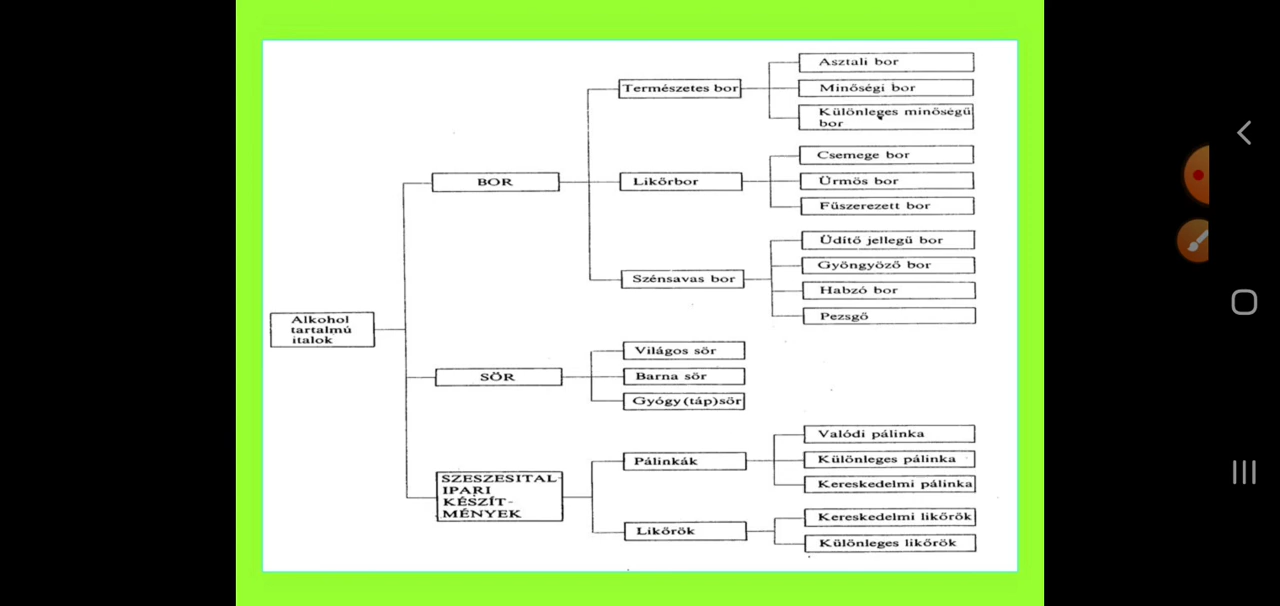 Alkohol
tartalmú
italok
BOR
Természetes bor
Asztali bor
Minőségi bor
Különleges minőségű
bor
Likőrbor
Csemege bor
Ürmös bor
Fűszerezett bor
Szénsavas bor
Üdítő jellegű bor
Gyöngyöző bor
Habzó bor
Pezsgő
SÖR
Világos sör
Barna sör
Gyógy(táp)sör
SZESZESITAL-
IPARI
KÉSZÍT-
MÉNYEK
Pálinkák
Valódi pálinka
Különleges pálinka
Kereskedelmi pálinka
Likőrök
Kereskedelmi likőrök
Különleges likőrök